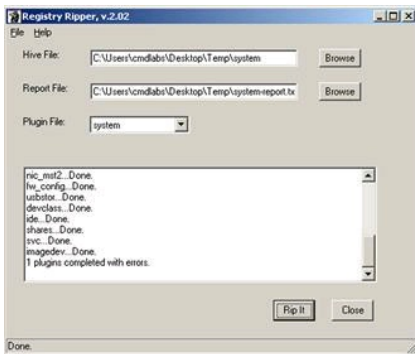 Registry Ripper, v.2.02
File Help
Hive File: C:\Users\cmdlabs\Desktop\Temp\system Browse
Report File: C:\Users\cmdlabs\Desktop\Temp\system-report.tx Browse
Plugin File: system
nic_mst2...Done.
fw_config...Done.
usbstor...Done.
devclass...Done.
ide...Done.
shares...Done.
svc...Done.
imagedev...Done.
1 plugins completed with errors.
Rip It Close
Done.